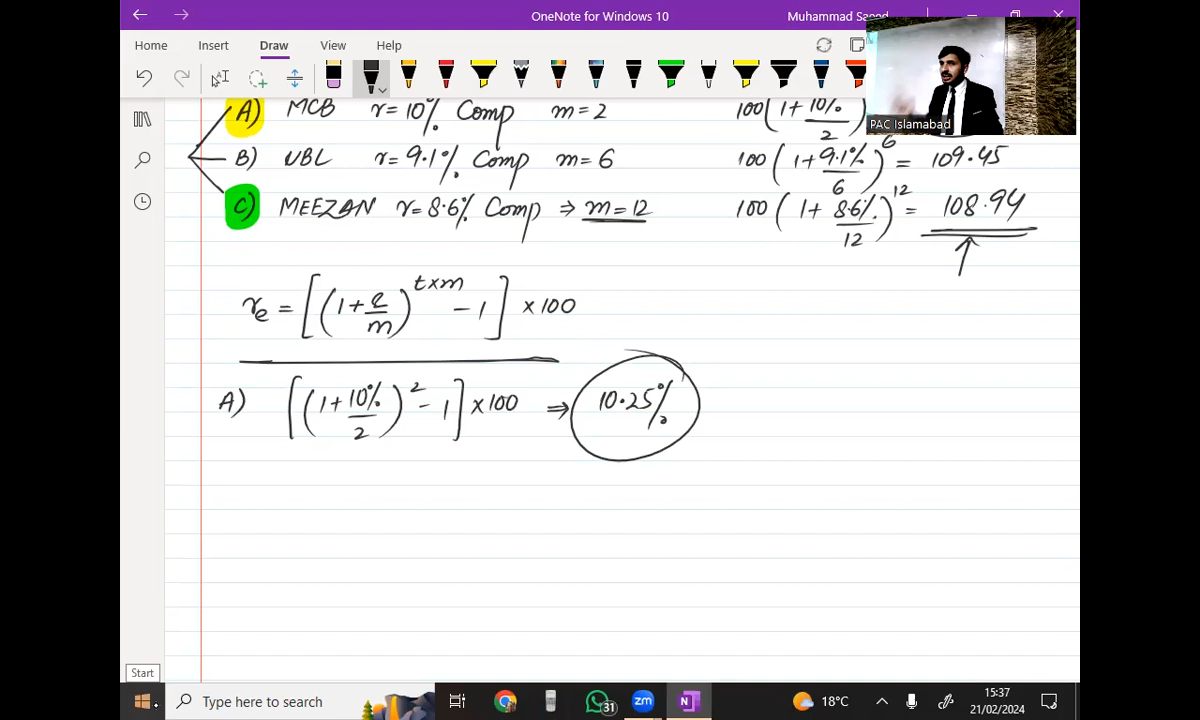 OneNote for Windows 10
Muhammad Saeed
Home Insert Draw View Help
PAC Islamabad
A) MCB r=10% Comp m=2 100(1+10%/2)
B) UBL r=9.1% Comp m=6 100(1+9.1%/6)^6 = 109.45
C) MEEZAN r=8.6% Comp ⇒ m=12 100(1+8.6%/12)^12 = 108.94
re = [(1+r/m)^t×m - 1] ×100
A) [(1+10%/2)^2 - 1] ×100 ⇒ 10.25%
Start
Type here to search
31
zm
N
18°C
15:37
21/02/2024